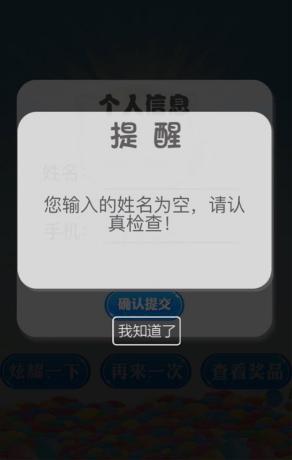 个人信息
提 醒
姓名：
您输入的姓名为空，请认
真检查！
手机：
确认提交
我知道了
炫耀一下
再来一次
查看奖品